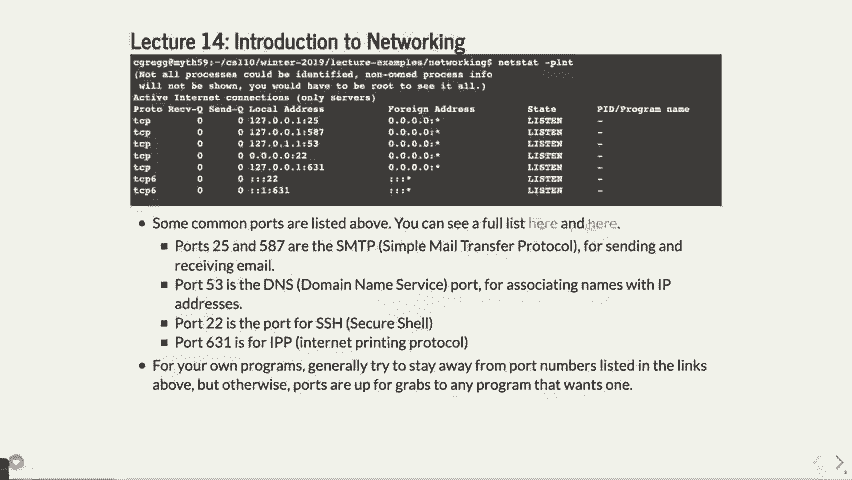 Lecture 14: Introduction to Networking
cgregg@myth59:~/cs110/winter-2019/lecture-examples/networking$ netstat -plnt
(Not all processes could be identified, non-owned process info
will not be shown, you would have to be root to see it all.)
Active Internet connections (only servers)
Proto Recv-Q Send-Q Local Address Foreign Address State PID/Program name
tcp 0 0 127.0.0.1:25 0.0.0.0:* LISTEN -
tcp 0 0 127.0.0.1:587 0.0.0.0:* LISTEN -
tcp 0 0 127.0.1.1:53 0.0.0.0:* LISTEN -
tcp 0 0 0.0.0.0:22 0.0.0.0:* LISTEN -
tcp 0 0 127.0.0.1:631 0.0.0.0:* LISTEN -
tcp6 0 0 :::22 :::* LISTEN -
tcp6 0 0 ::1:631 :::* LISTEN -
• Some common ports are listed above. You can see a full list here and here.
▪ Ports 25 and 587 are the SMTP (Simple Mail Transfer Protocol), for sending and
receiving email.
▪ Port 53 is the DNS (Domain Name Service) port, for associating names with IP
addresses.
▪ Port 22 is the port for SSH (Secure Shell)
▪ Port 631 is for IPP (internet printing protocol)
• For your own programs, generally try to stay away from port numbers listed in the links
above, but otherwise, ports are up for grabs to any program that wants one.